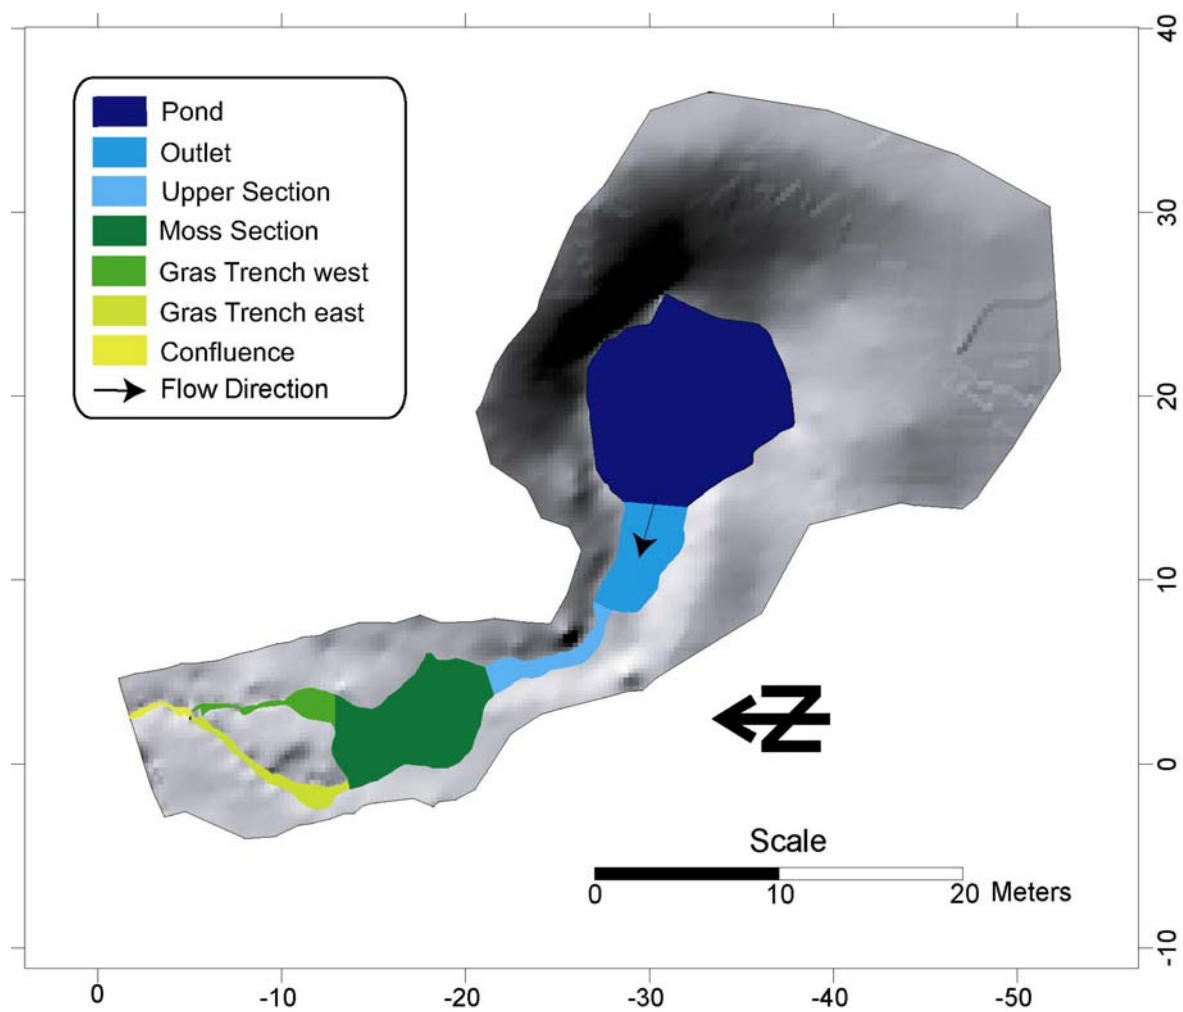 Pond
Outlet
Upper Section
Moss Section
Gras Trench west
Gras Trench east
Confluence
Flow Direction
40
30
20
10
0
-10
N
Scale
0 10 20 Meters
0 -10 -20 -30 -40 -50